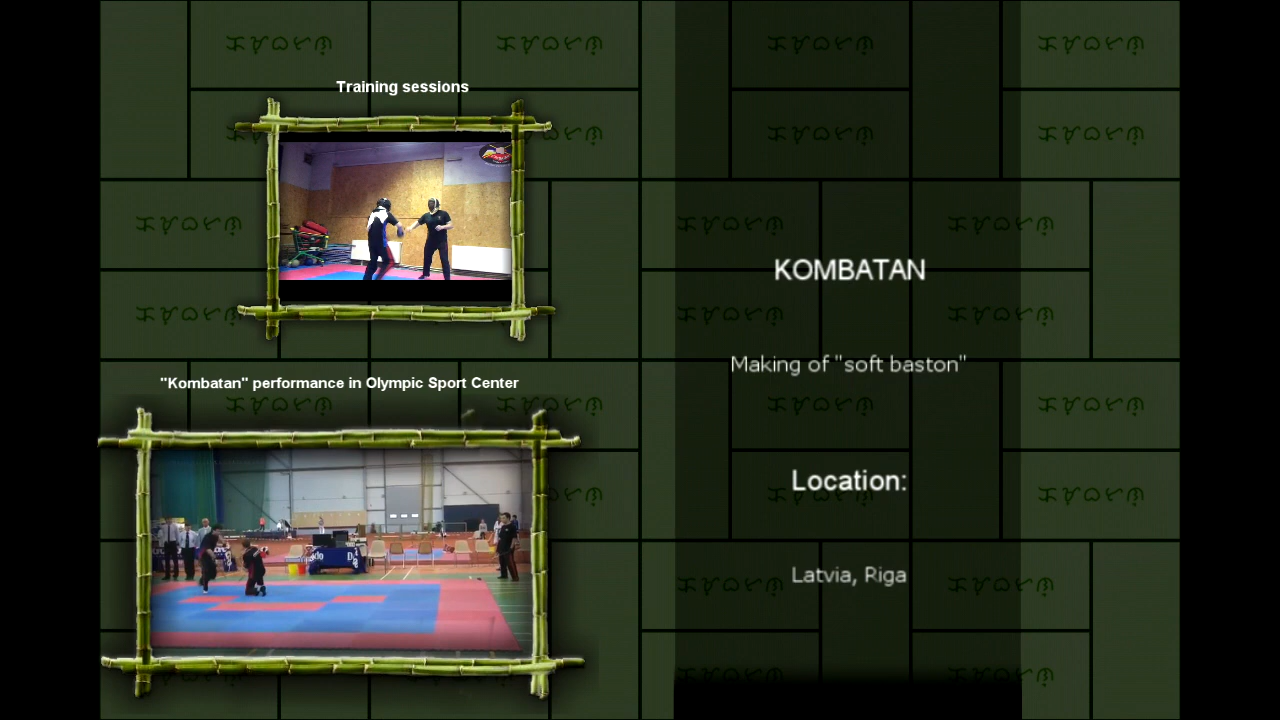 Training sessions
"Kombatan" performance in Olympic Sport Center
KOMBATAN
Making of "soft baston"
Location:
Latvia, Riga